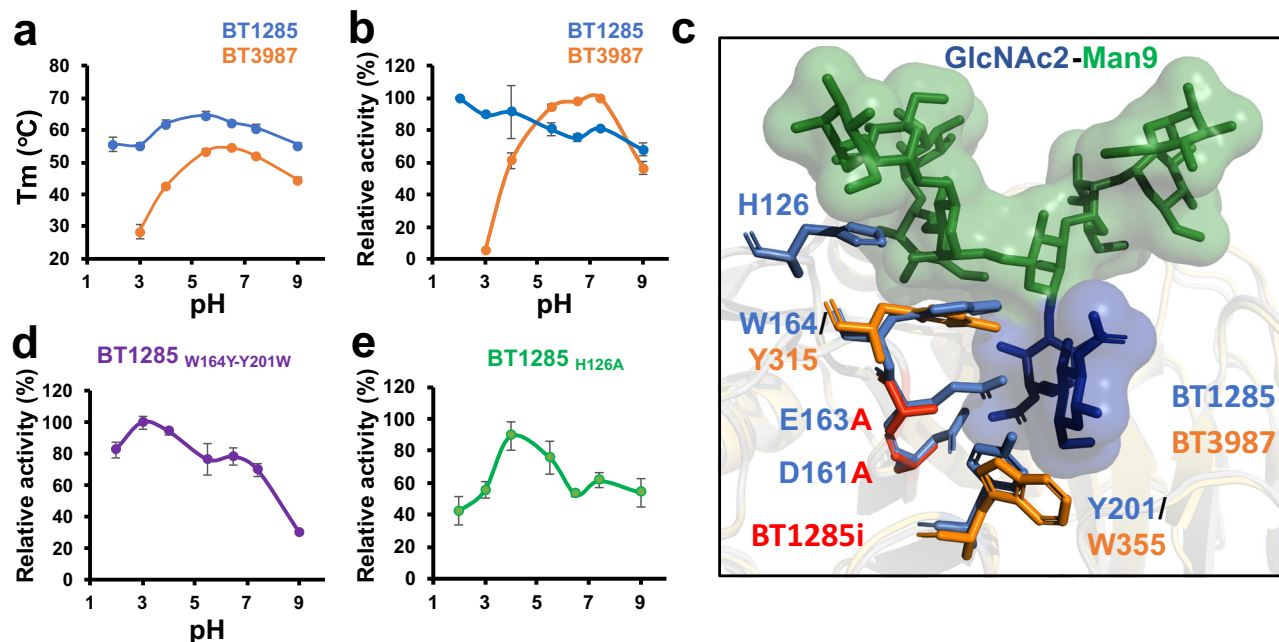 a
BT1285
BT3987
80
70
60
50
40
30
20
Tm (°C)
1 3 5 7 9
pH
b
BT1285
BT3987
120
100
80
60
40
20
0
Relative activity (%)
1 3 5 7 9
pH
c
GlcNAc2-Man9
H126
W164/
Y315
E163A
D161A
BT1285i
BT1285
BT3987
Y201/
W355
d
BT1285 W164Y-Y201W
120
100
80
60
40
20
0
Relative activity (%)
1 3 5 7 9
pH
e
BT1285 H126A
120
100
80
60
40
20
0
Relative activity (%)
1 3 5 7 9
pH